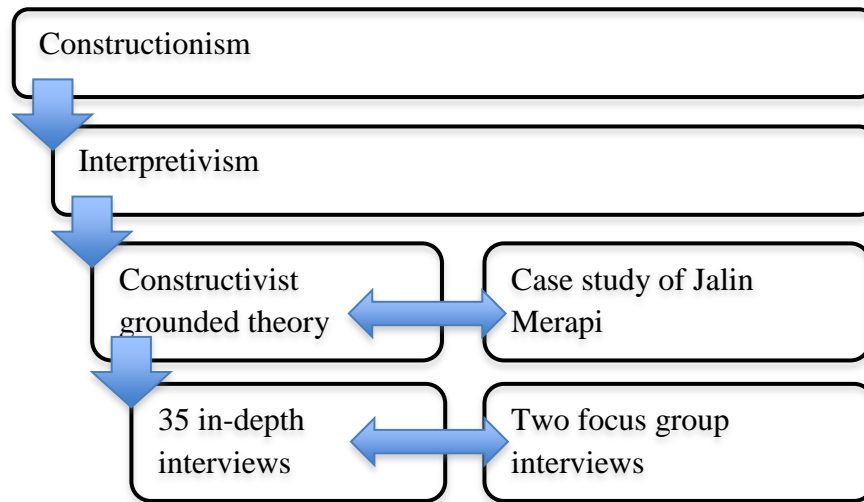 Constructionism
Interpretivism
Constructivist
grounded theory
Case study of Jalin
Merapi
35 in-depth
interviews
Two focus group
interviews